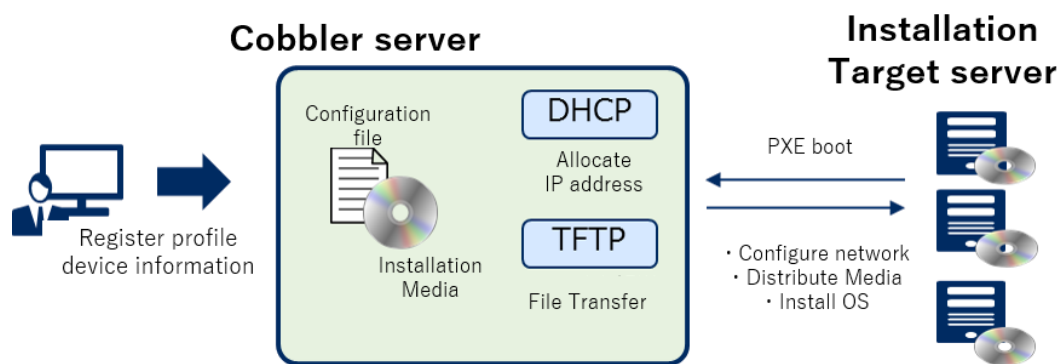 Cobbler server
Installation
Target server
Configuration
file
DHCP
Allocate
IP address
PXE boot
Register profile
device information
Installation
Media
TFTP
File Transfer
・Configure network
・Distribute Media
・Install OS